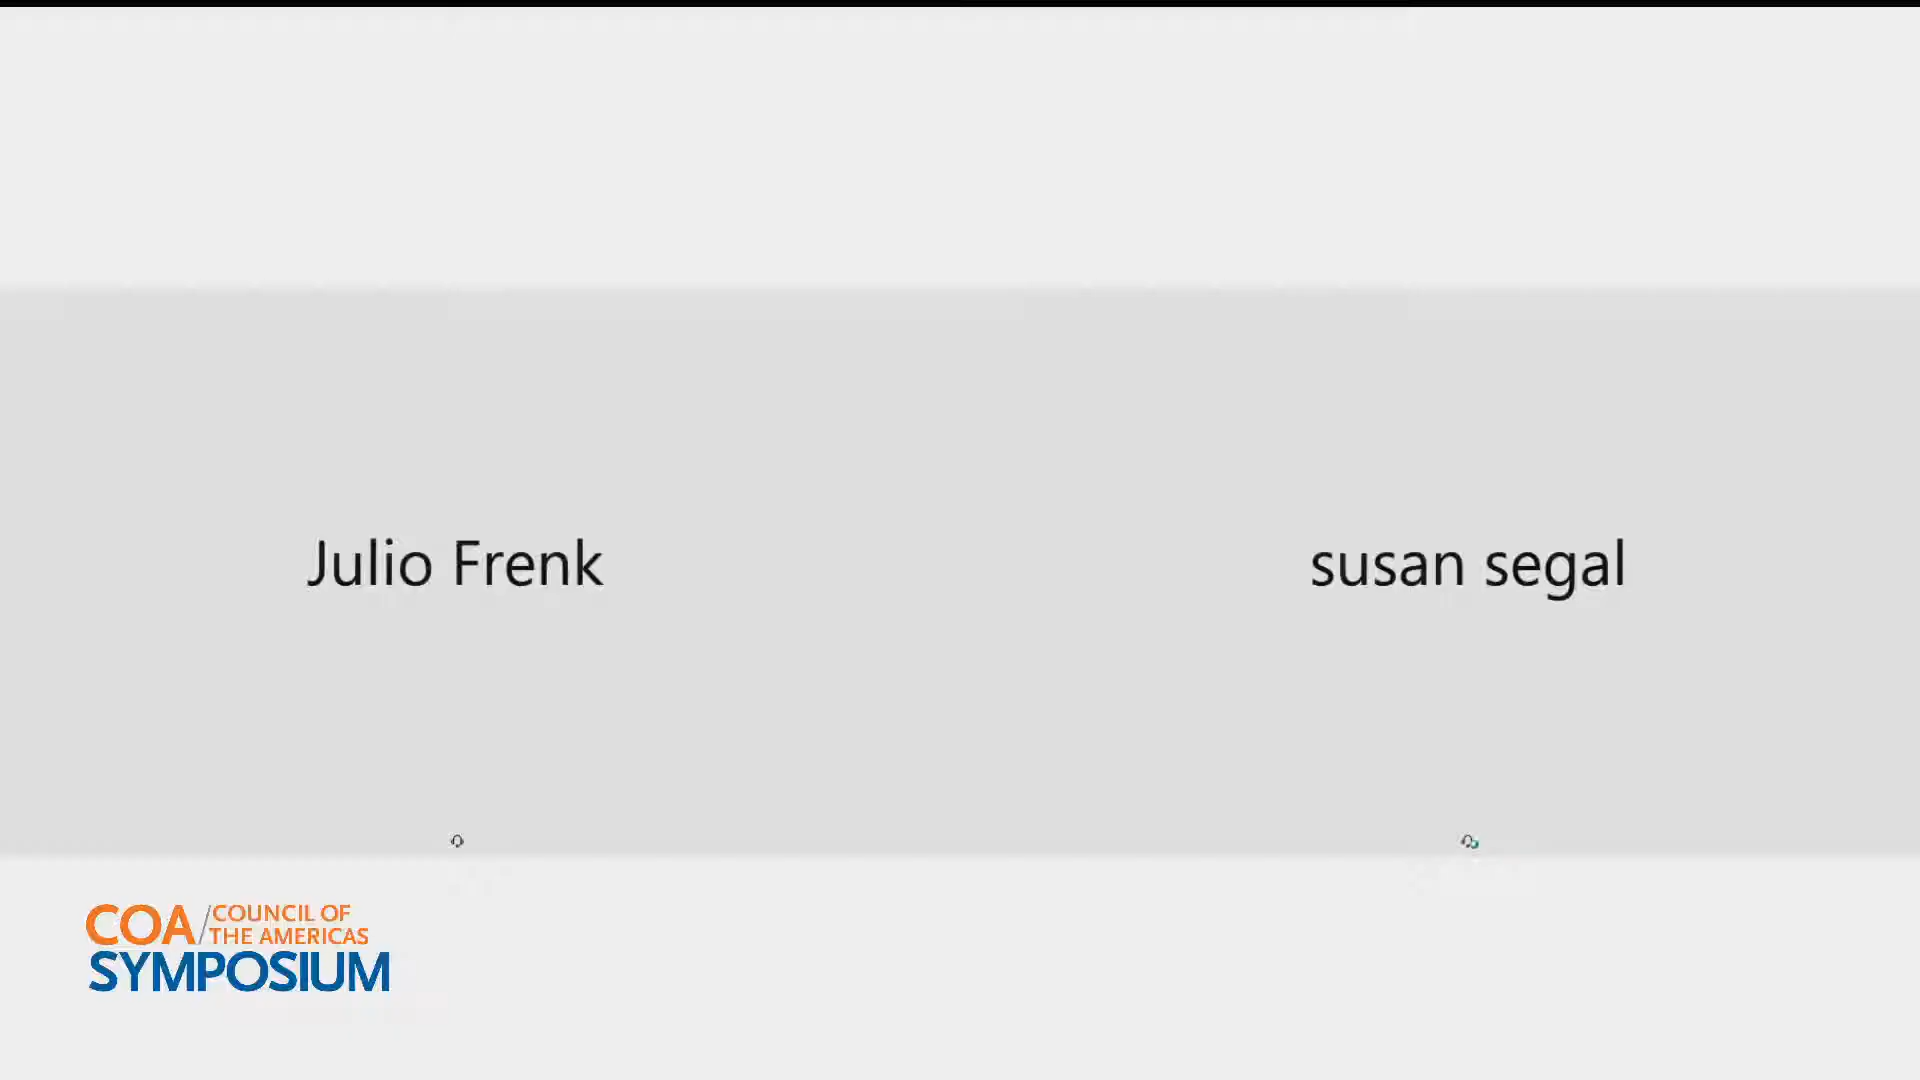 Julio Frenk
susan segal
COA/COUNCIL OF
THE AMERICAS
SYMPOSIUM